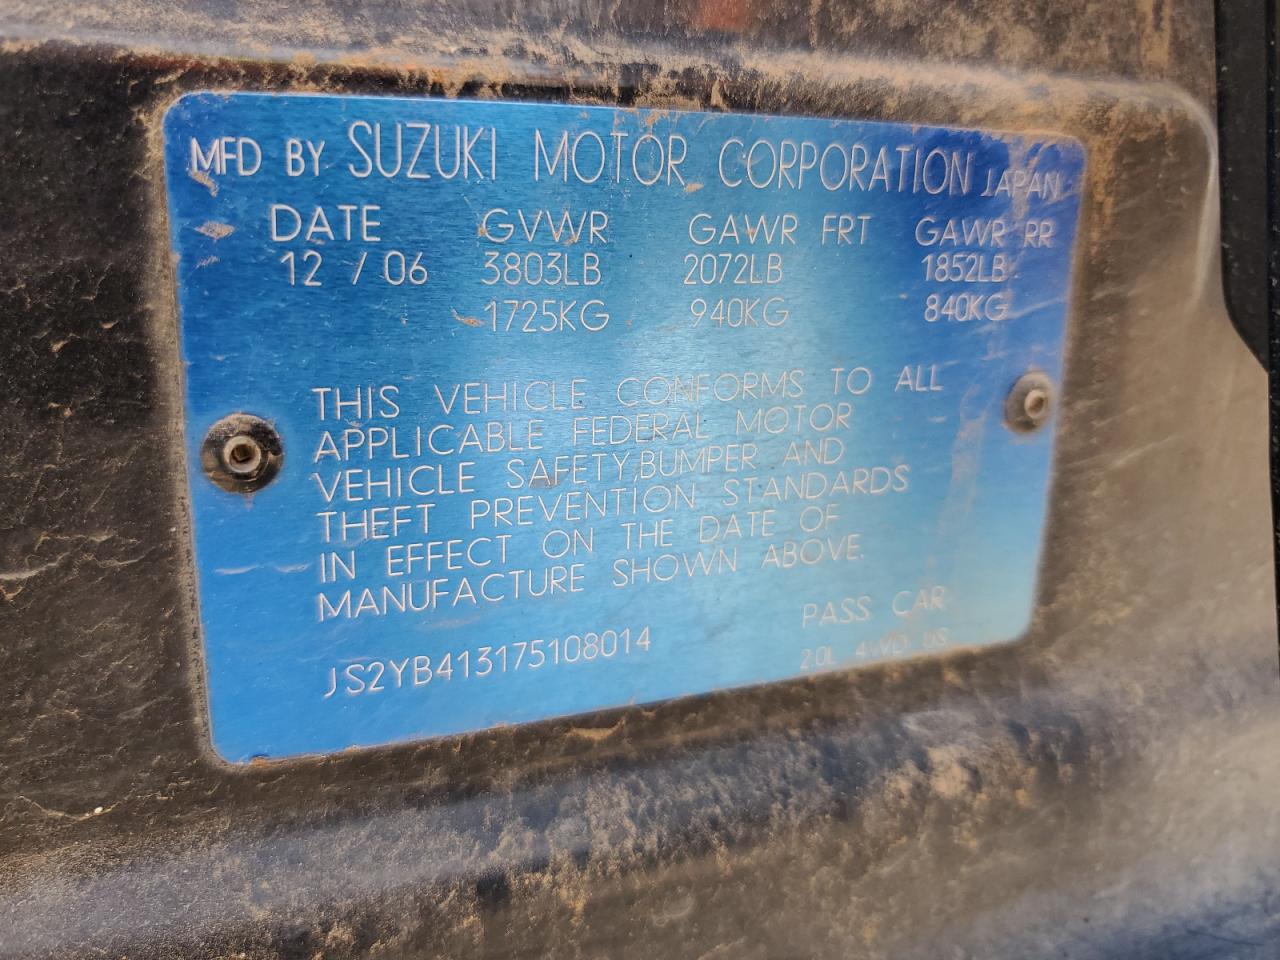 MFD BY SUZUKI MOTOR CORPORATION JAPAN
DATE GVWR GAWR FRT GAWR RR
12 / 06 3803LB 2072LB 1852LB
1725KG 940KG 840KG
THIS VEHICLE CONFORMS TO ALL
APPLICABLE FEDERAL MOTOR
VEHICLE SAFETY,BUMPER AND
THEFT PREVENTION STANDARDS
IN EFFECT ON THE DATE OF
MANUFACTURE SHOWN ABOVE.
PASS CAR
JS2YB413175108014 2.0L 4WD US